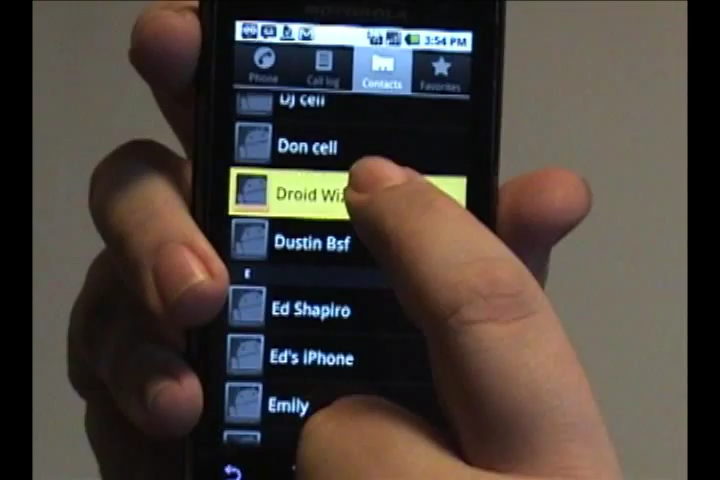 MOTOROLA
3:54 PM
Phone
Call log
Contacts
Favorites
DJ cell
Don cell
Droid Wiz
Dustin Bsf
E
Ed Shapiro
Ed's iPhone
Emily